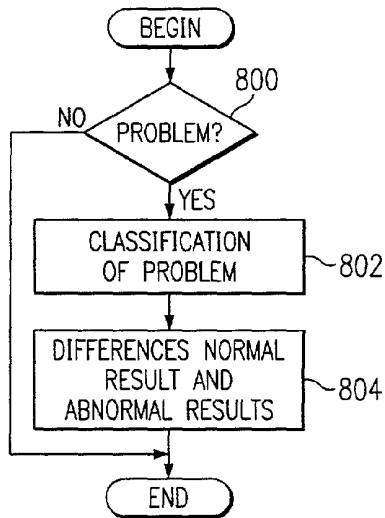 BEGIN
800
PROBLEM?
NO
YES
CLASSIFICATION
OF PROBLEM
802
DIFFERENCES NORMAL
RESULT AND
ABNORMAL RESULTS
804
END